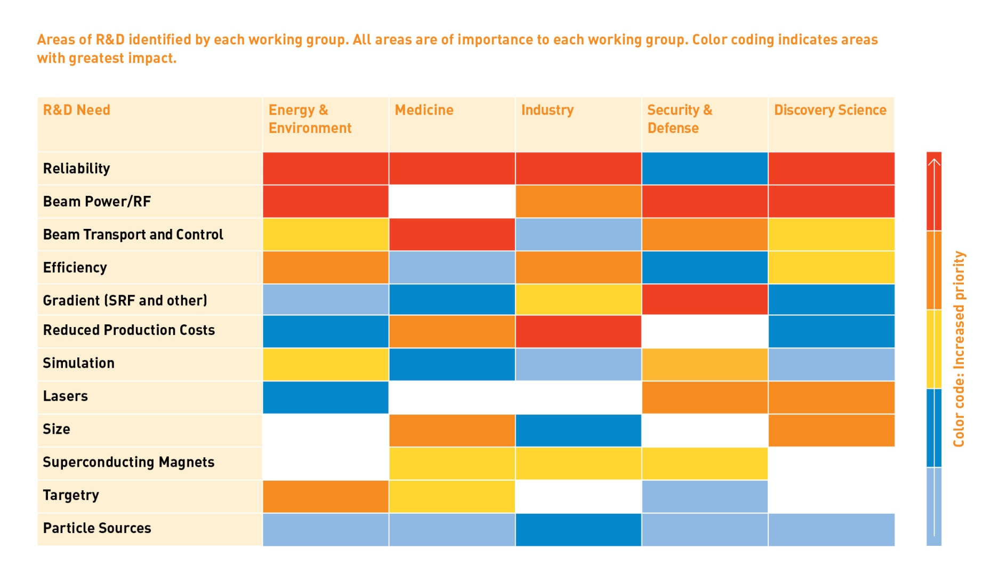 Areas of R&D identified by each working group. All areas are of importance to each working group. Color coding indicates areas
with greatest impact.
R&D Need
Energy &
Environment
Medicine
Industry
Security &
Defense
Discovery Science
Reliability
Beam Power/RF
Beam Transport and Control
Efficiency
Gradient (SRF and other)
Reduced Production Costs
Simulation
Lasers
Size
Superconducting Magnets
Targetry
Particle Sources
Color code: Increased priority